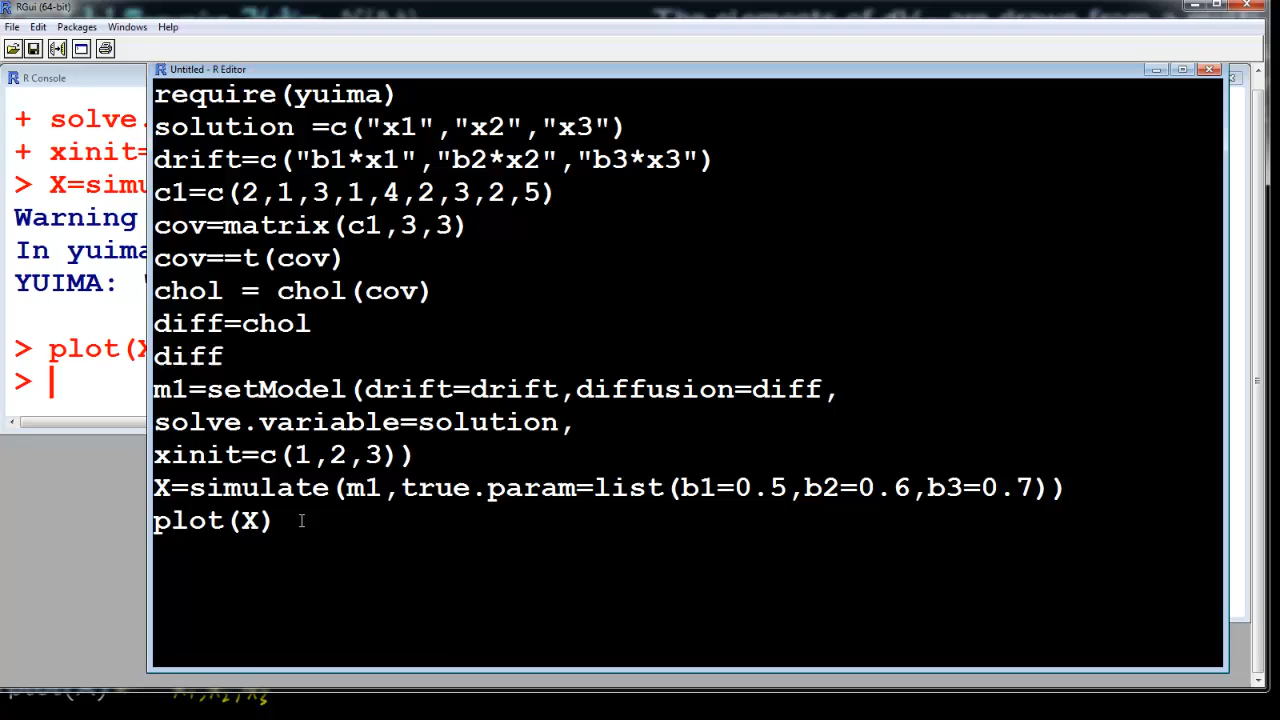 RGui (64-bit)
File Edit Packages Windows Help
R Console
+ solve.
+ xinit=
> X=simu
Warning
In yuima
YUIMA:
> plot(X
>
Untitled - R Editor
require(yuima)
solution =c("x1","x2","x3")
drift=c("b1*x1","b2*x2","b3*x3")
c1=c(2,1,3,1,4,2,3,2,5)
cov=matrix(c1,3,3)
cov==t(cov)
chol = chol(cov)
diff=chol
diff
m1=setModel(drift=drift,diffusion=diff,
solve.variable=solution,
xinit=c(1,2,3))
X=simulate(m1,true.param=list(b1=0.5,b2=0.6,b3=0.7))
plot(X)